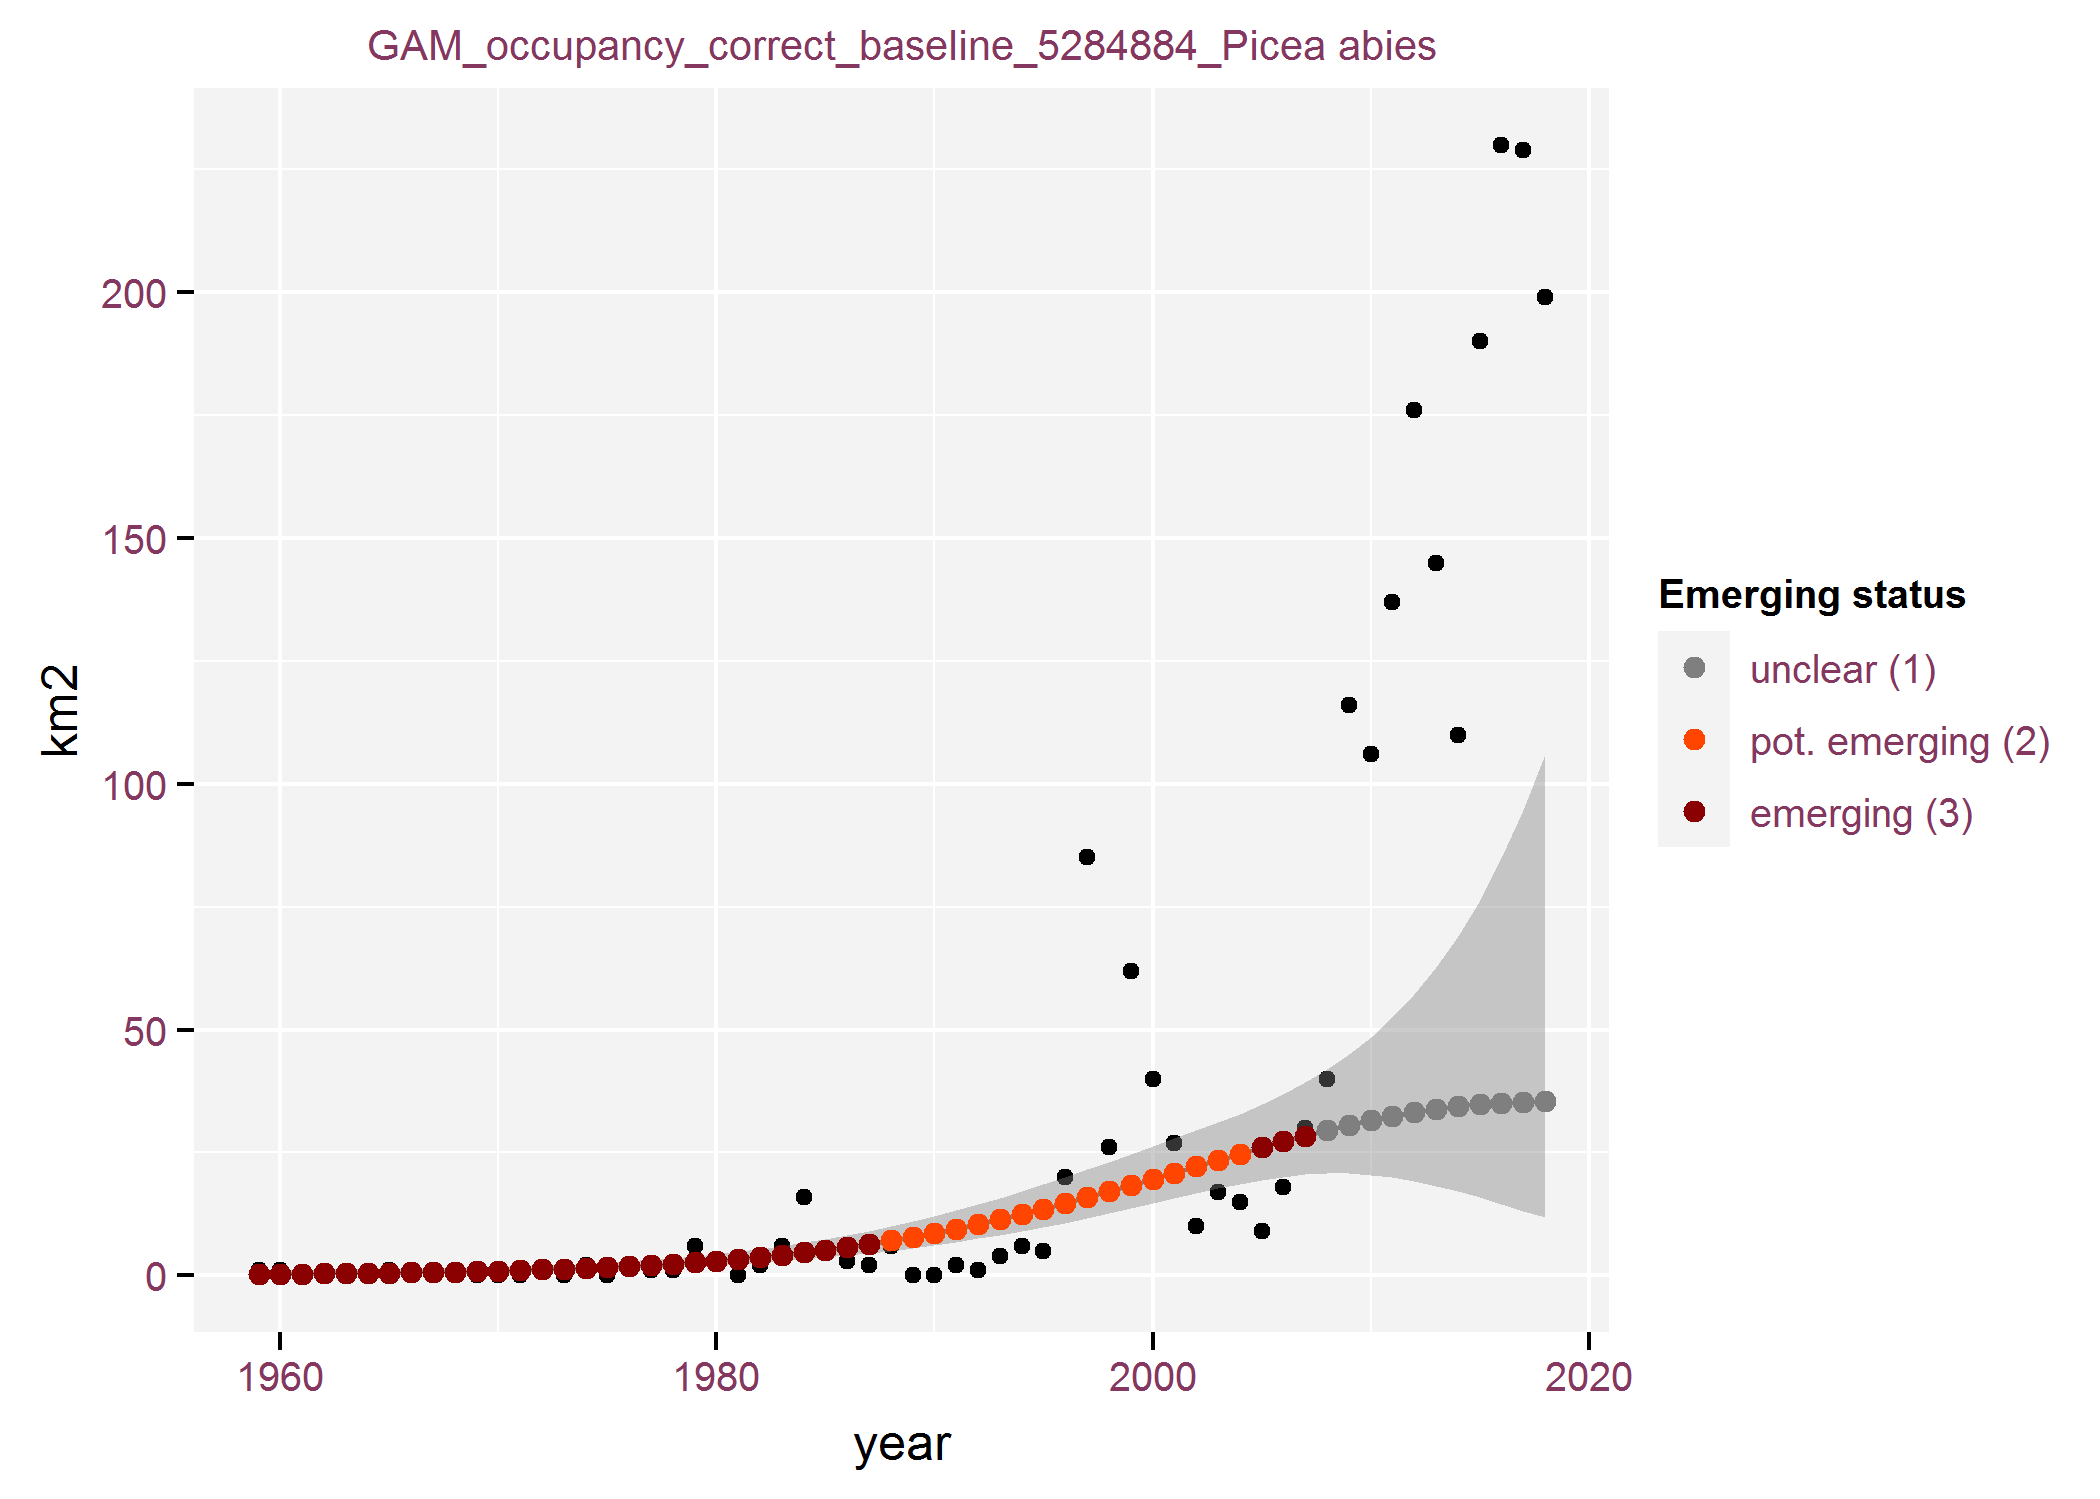 GAM_occupancy_correct_baseline_5284884_Picea abies
200
150
100
50
0
km2
1960
1980
2000
2020
year
Emerging status
unclear (1)
pot. emerging (2)
emerging (3)